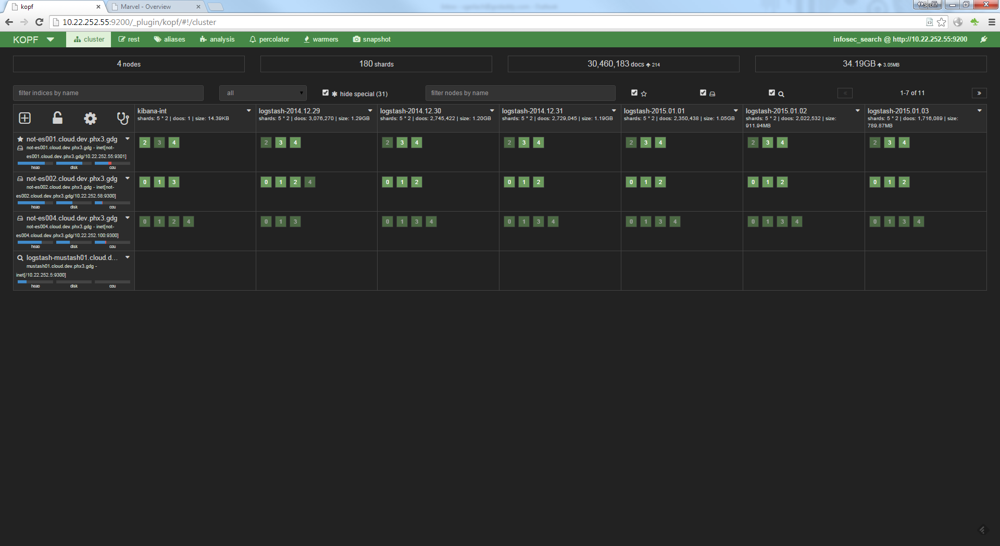 kopf
Marvel - Overview
10.22.252.55:9200/_plugin/kopf/#!/cluster
KOPF cluster rest aliases analysis percolator warmers snapshot infosec_search @ http://10.22.252.55:9200
4 nodes 180 shards 30,460,183 docs 214 34.19GB 3.05MB
filter indices by name all hide special (31) filter nodes by name « 1-7 of 11 »
kibana-int logstash-2014.12.29 logstash-2014.12.30 logstash-2014.12.31 logstash-2015.01.01 logstash-2015.01.02 logstash-2015.01.03
shards: 5 * 2 | docs: 1 | size: 14.39KB
shards: 5 * 2 | docs: 3,076,270 | size: 1.29GB
shards: 5 * 2 | docs: 2,745,422 | size: 1.20GB
shards: 5 * 2 | docs: 2,729,045 | size: 1.19GB
shards: 5 * 2 | docs: 2,350,438 | size: 1.05GB
shards: 5 * 2 | docs: 2,022,532 | size:
911.94MB
shards: 5 * 2 | docs: 1,716,089 | size:
789.87MB
not-es001.cloud.dev.phx3.gdg
not-es001.cloud.dev.phx3.gdg - inet[not-
es001.cloud.dev.phx3.gdg/10.22.252.55:9301]
heap disk cpu
2 3 4 2 3 4 2 3 4 2 3 4 2 3 4 2 3 4 2 3 4
not-es002.cloud.dev.phx3.gdg
not-es002.cloud.dev.phx3.gdg - inet[not-
es002.cloud.dev.phx3.gdg/10.22.252.58:9300]
heap disk cpu
0 1 3 0 1 2 4 0 1 2 0 1 2 0 1 2 0 1 2 0 1 2
not-es004.cloud.dev.phx3.gdg
not-es004.cloud.dev.phx3.gdg - inet[not-
es004.cloud.dev.phx3.gdg/10.22.252.100:9300]
heap disk cpu
0 1 2 4 0 1 3 0 1 3 4 0 1 3 4 0 1 3 4 0 1 3 4 0 1 3 4
logstash-mustash01.cloud.d...
mustash01.cloud.dev.phx3.gdg -
inet[/10.22.252.5:9300]
heap disk cpu